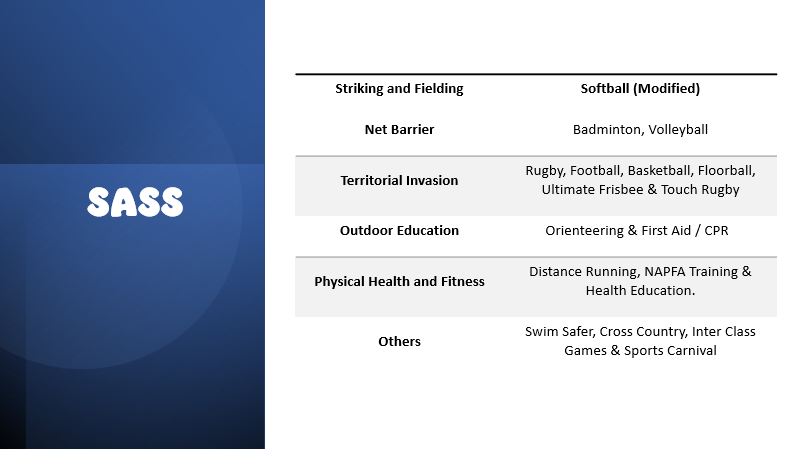 SASS
Striking and Fielding Softball (Modified)
Net Barrier Badminton, Volleyball
Territorial Invasion Rugby, Football, Basketball, Floorball,
Ultimate Frisbee & Touch Rugby
Outdoor Education Orienteering & First Aid / CPR
Physical Health and Fitness Distance Running, NAPFA Training &
Health Education.
Others Swim Safer, Cross Country, Inter Class
Games & Sports Carnival